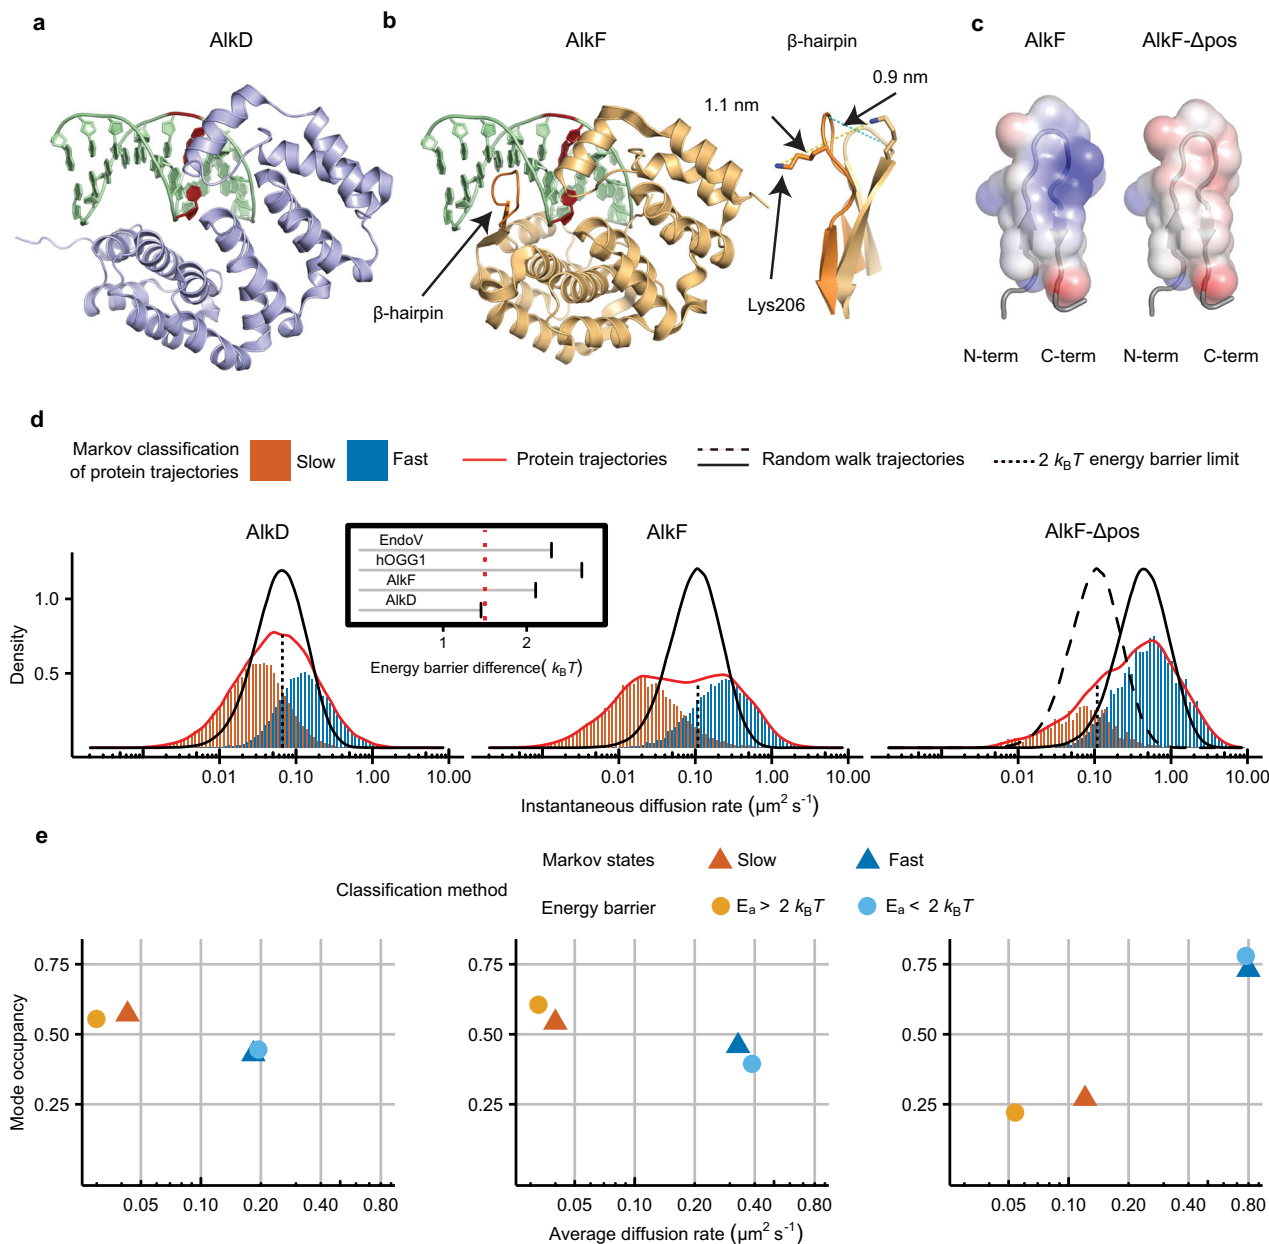 a
AlkD
b
AlkF
β-hairpin
c
AlkF
AlkF-Δpos
0.9 nm
1.1 nm
β-hairpin
Lys206
N-term
C-term
N-term
C-term
d
Markov classification
of protein trajectories
Slow
Fast
Protein trajectories
Random walk trajectories
2 kBT energy barrier limit
AlkD
AlkF
AlkF-Δpos
EndoV
hOGG1
AlkF
AlkD
1
2
Energy barrier difference( kBT)
Density
1.0
0.5
0.01
0.10
1.00
10.00
0.01
0.10
1.00
10.00
0.01
0.10
1.00
10.00
Instantaneous diffusion rate (µm² s⁻¹)
e
Markov states
Slow
Fast
Classification method
Energy barrier
Ea > 2 kBT
Ea < 2 kBT
Mode occupancy
0.75
0.50
0.25
0.75
0.50
0.25
0.75
0.50
0.25
0.05
0.10
0.20
0.40
0.80
0.05
0.10
0.20
0.40
0.80
0.05
0.10
0.20
0.40
0.80
Average diffusion rate (µm² s⁻¹)